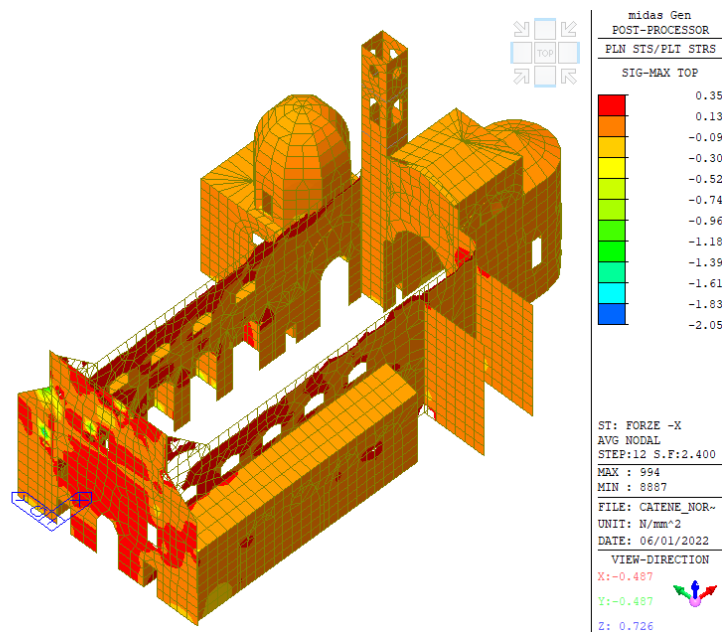 midas Gen
POST-PROCESSOR
PLN STS/PLT STRS
SIG-MAX TOP
TOP
0.35
0.13
-0.09
-0.30
-0.52
-0.74
-0.96
-1.18
-1.39
-1.61
-1.83
-2.05
ST: FORZE -X
AVG NODAL
STEP:12 S.F:2.400
MAX : 994
MIN : 8887
FILE: CATENE_NOR~
UNIT: N/mm^2
DATE: 06/01/2022
VIEW-DIRECTION
X:-0.487
Y:-0.487
Z: 0.726